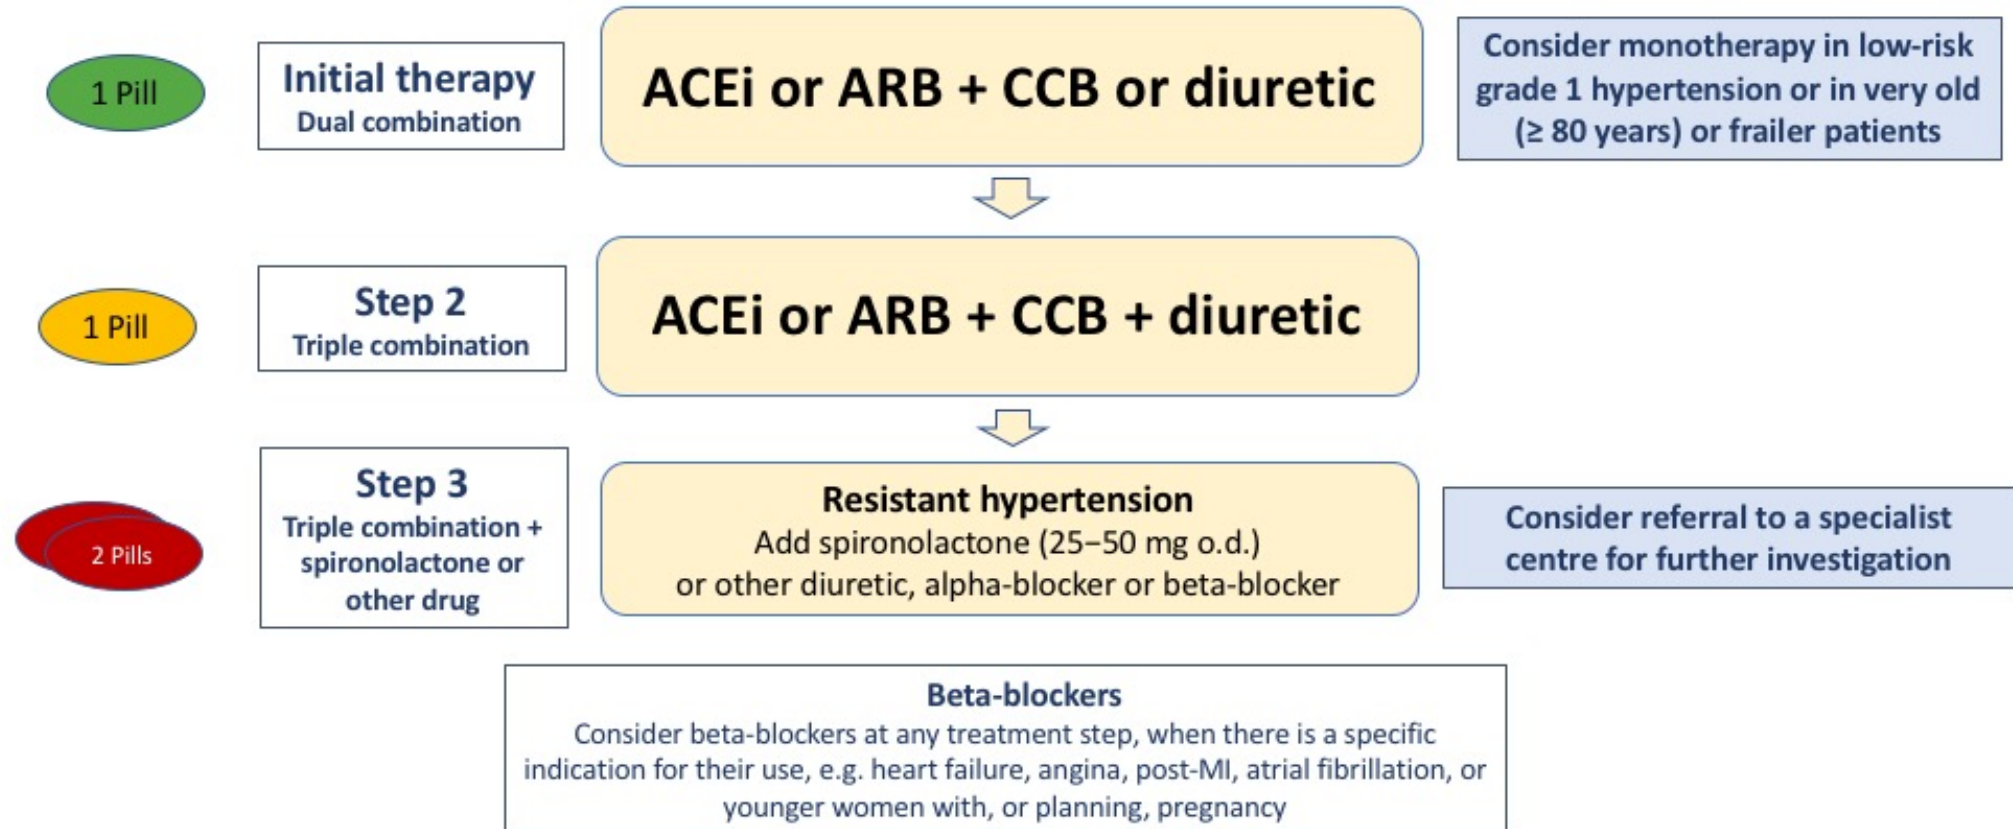 1 Pill
Initial therapy
Dual combination
ACEi or ARB + CCB or diuretic
Consider monotherapy in low-risk
grade 1 hypertension or in very old
(≥ 80 years) or frailer patients
1 Pill
Step 2
Triple combination
ACEi or ARB + CCB + diuretic
2 Pills
Step 3
Triple combination +
spironolactone or
other drug
Resistant hypertension
Add spironolactone (25–50 mg o.d.)
or other diuretic, alpha-blocker or beta-blocker
Consider referral to a specialist
centre for further investigation
Beta-blockers
Consider beta-blockers at any treatment step, when there is a specific
indication for their use, e.g. heart failure, angina, post-MI, atrial fibrillation, or
younger women with, or planning, pregnancy